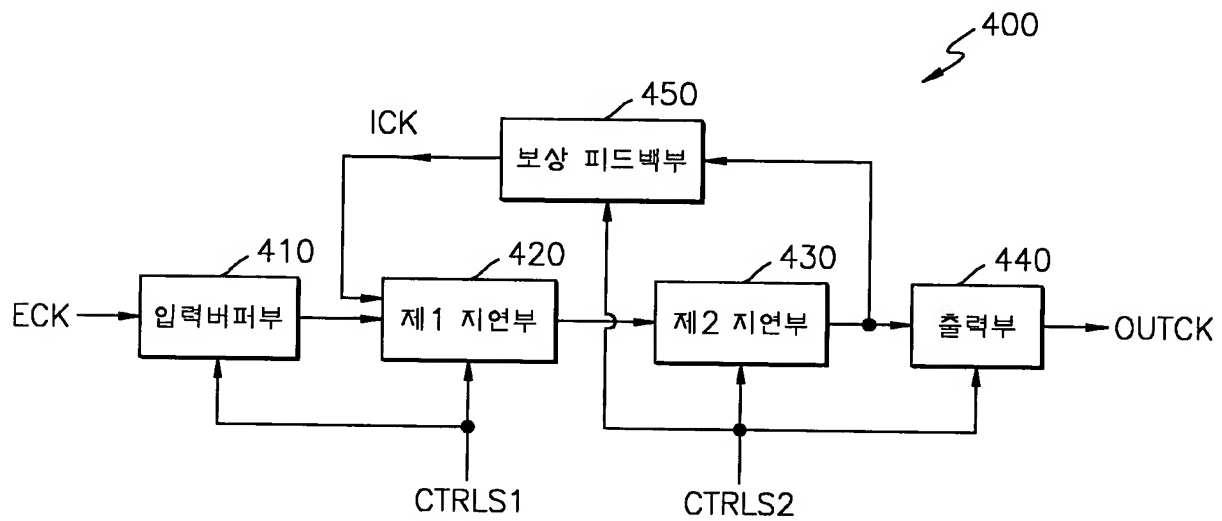 400
450
ICK
보상 피드백부
410
420
430
440
ECK
입력버퍼부
제1 지연부
제2 지연부
출력부
OUTCK
CTRLS1
CTRLS2